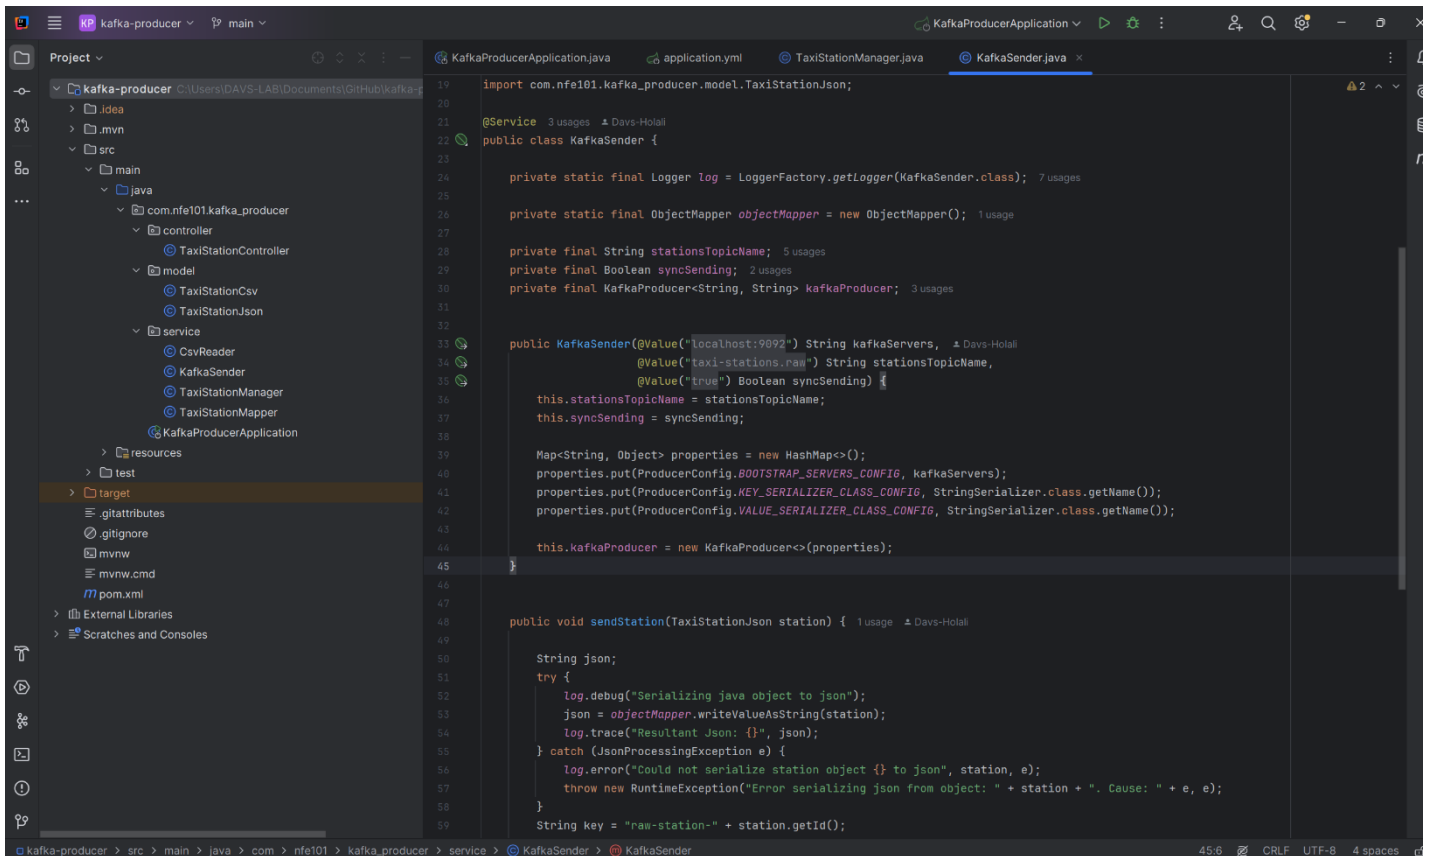 KP kafka-producer main KafkaProducerApplication
Project
kafka-producer C:\Users\DAVS-LAB\Documents\GitHub\kafka-p
.idea
.mvn
src
main
java
com.nfe101.kafka_producer
controller
TaxiStationController
model
TaxiStationCsv
TaxiStationJson
service
CsvReader
KafkaSender
TaxiStationManager
TaxiStationMapper
KafkaProducerApplication
resources
test
target
.gitattributes
.gitignore
mvnw
mvnw.cmd
pom.xml
External Libraries
Scratches and Consoles
KafkaProducerApplication.java application.yml TaxiStationManager.java KafkaSender.java
2
19 import com.nfe101.kafka_producer.model.TaxiStationJson;
20
21 @Service 3 usages Davs-Holali
22 public class KafkaSender {
23
24 private static final Logger log = LoggerFactory.getLogger(KafkaSender.class); 7 usages
25
26 private static final ObjectMapper objectMapper = new ObjectMapper(); 1 usage
27
28 private final String stationsTopicName; 5 usages
29 private final Boolean syncSending; 2 usages
30 private final KafkaProducer<String, String> kafkaProducer; 3 usages
31
32
33 public KafkaSender(@Value("localhost:9092") String kafkaServers, Davs-Holali
34 @Value("taxi-stations.raw") String stationsTopicName,
35 @Value("true") Boolean syncSending) {
36 this.stationsTopicName = stationsTopicName;
37 this.syncSending = syncSending;
38
39 Map<String, Object> properties = new HashMap<>();
40 properties.put(ProducerConfig.BOOTSTRAP_SERVERS_CONFIG, kafkaServers);
41 properties.put(ProducerConfig.KEY_SERIALIZER_CLASS_CONFIG, StringSerializer.class.getName());
42 properties.put(ProducerConfig.VALUE_SERIALIZER_CLASS_CONFIG, StringSerializer.class.getName());
43
44 this.kafkaProducer = new KafkaProducer<>(properties);
45 }
46
47
48 public void sendStation(TaxiStationJson station) { 1 usage Davs-Holali
49
50 String json;
51 try {
52 log.debug("Serializing java object to json");
53 json = objectMapper.writeValueAsString(station);
54 log.trace("Resultant Json: {}", json);
55 } catch (JsonProcessingException e) {
56 log.error("Could not serialize station object {} to json", station, e);
57 throw new RuntimeException("Error serializing json from object: " + station + ". Cause: " + e, e);
58 }
59 String key = "raw-station-" + station.getId();
kafka-producer > src > main > java > com > nfe101 > kafka_producer > service > KafkaSender > KafkaSender 45:6 CRLF UTF-8 4 spaces